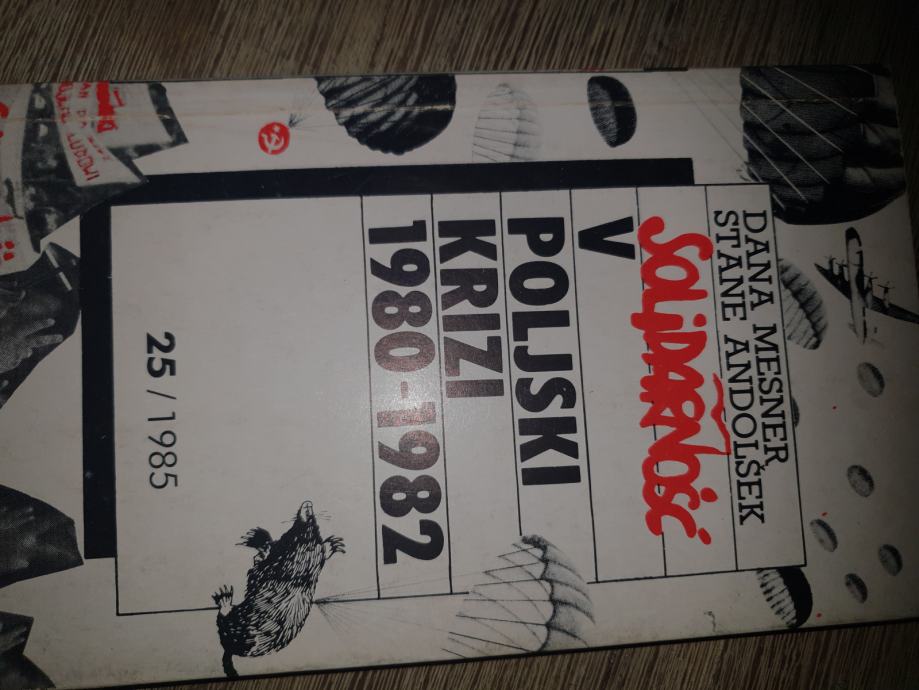 DANA MESNER,
STANE ANDOLŠEK
SOLIDARNOŚĆ
V
POLJSKI
KRIZI
1980-1982
25 / 1985